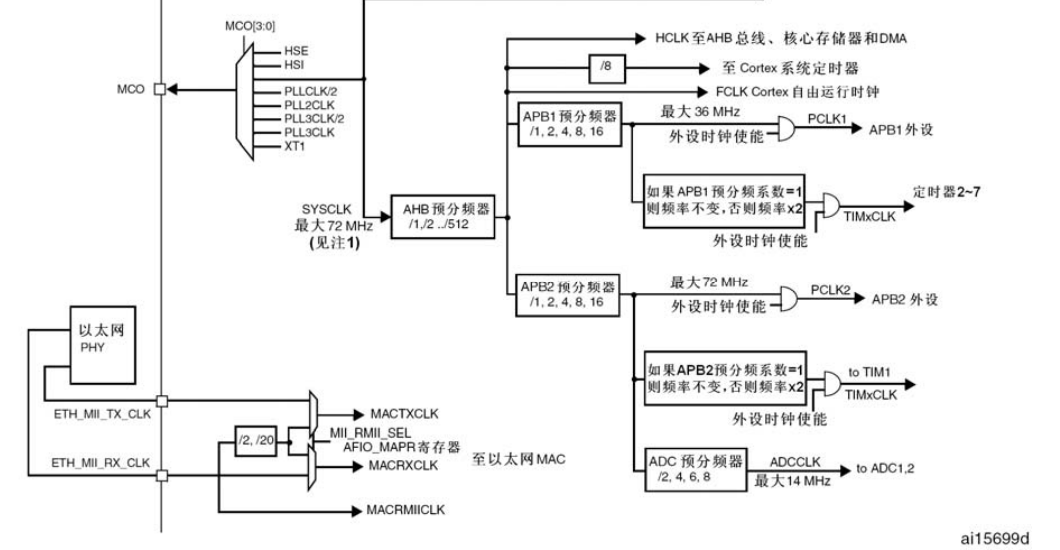 MCO[3:0]
HSE
HSI
PLLCLK/2
PLL2CLK
PLL3CLK/2
PLL3CLK
XT1
MCO
SYSCLK
最大72 MHz
(见注1)
AHB预分频器
/1,/2 ../512
HCLK 至AHB 总线、核心存储器和DMA
/8
至 Cortex 系统定时器
FCLK Cortex 自由运行时钟
APB1预分频器
/1, 2, 4, 8, 16
最大 36 MHz
外设时钟使能
PCLK1
APB1外设
如果APB1预分频系数=1
则频率不变,否则频率x2
定时器2~7
TIMxCLK
外设时钟使能
APB2预分频器
/1, 2, 4, 8, 16
最大72 MHz
外设时钟使能
PCLK2
APB2 外设
如果APB2预分频系数=1
则频率不变,否则频率x2
to TIM1
TIMxCLK
外设时钟使能
ADC 预分频器
/2, 4, 6, 8
ADCCLK
最大14 MHz
to ADC1,2
以太网
PHY
ETH_MII_TX_CLK
ETH_MII_RX_CLK
/2, /20
MACTXCLK
MII_RMII_SEL
AFIO_MAPR寄存器
MACRXCLK
至以太网MAC
MACRMIICLK
ai15699d